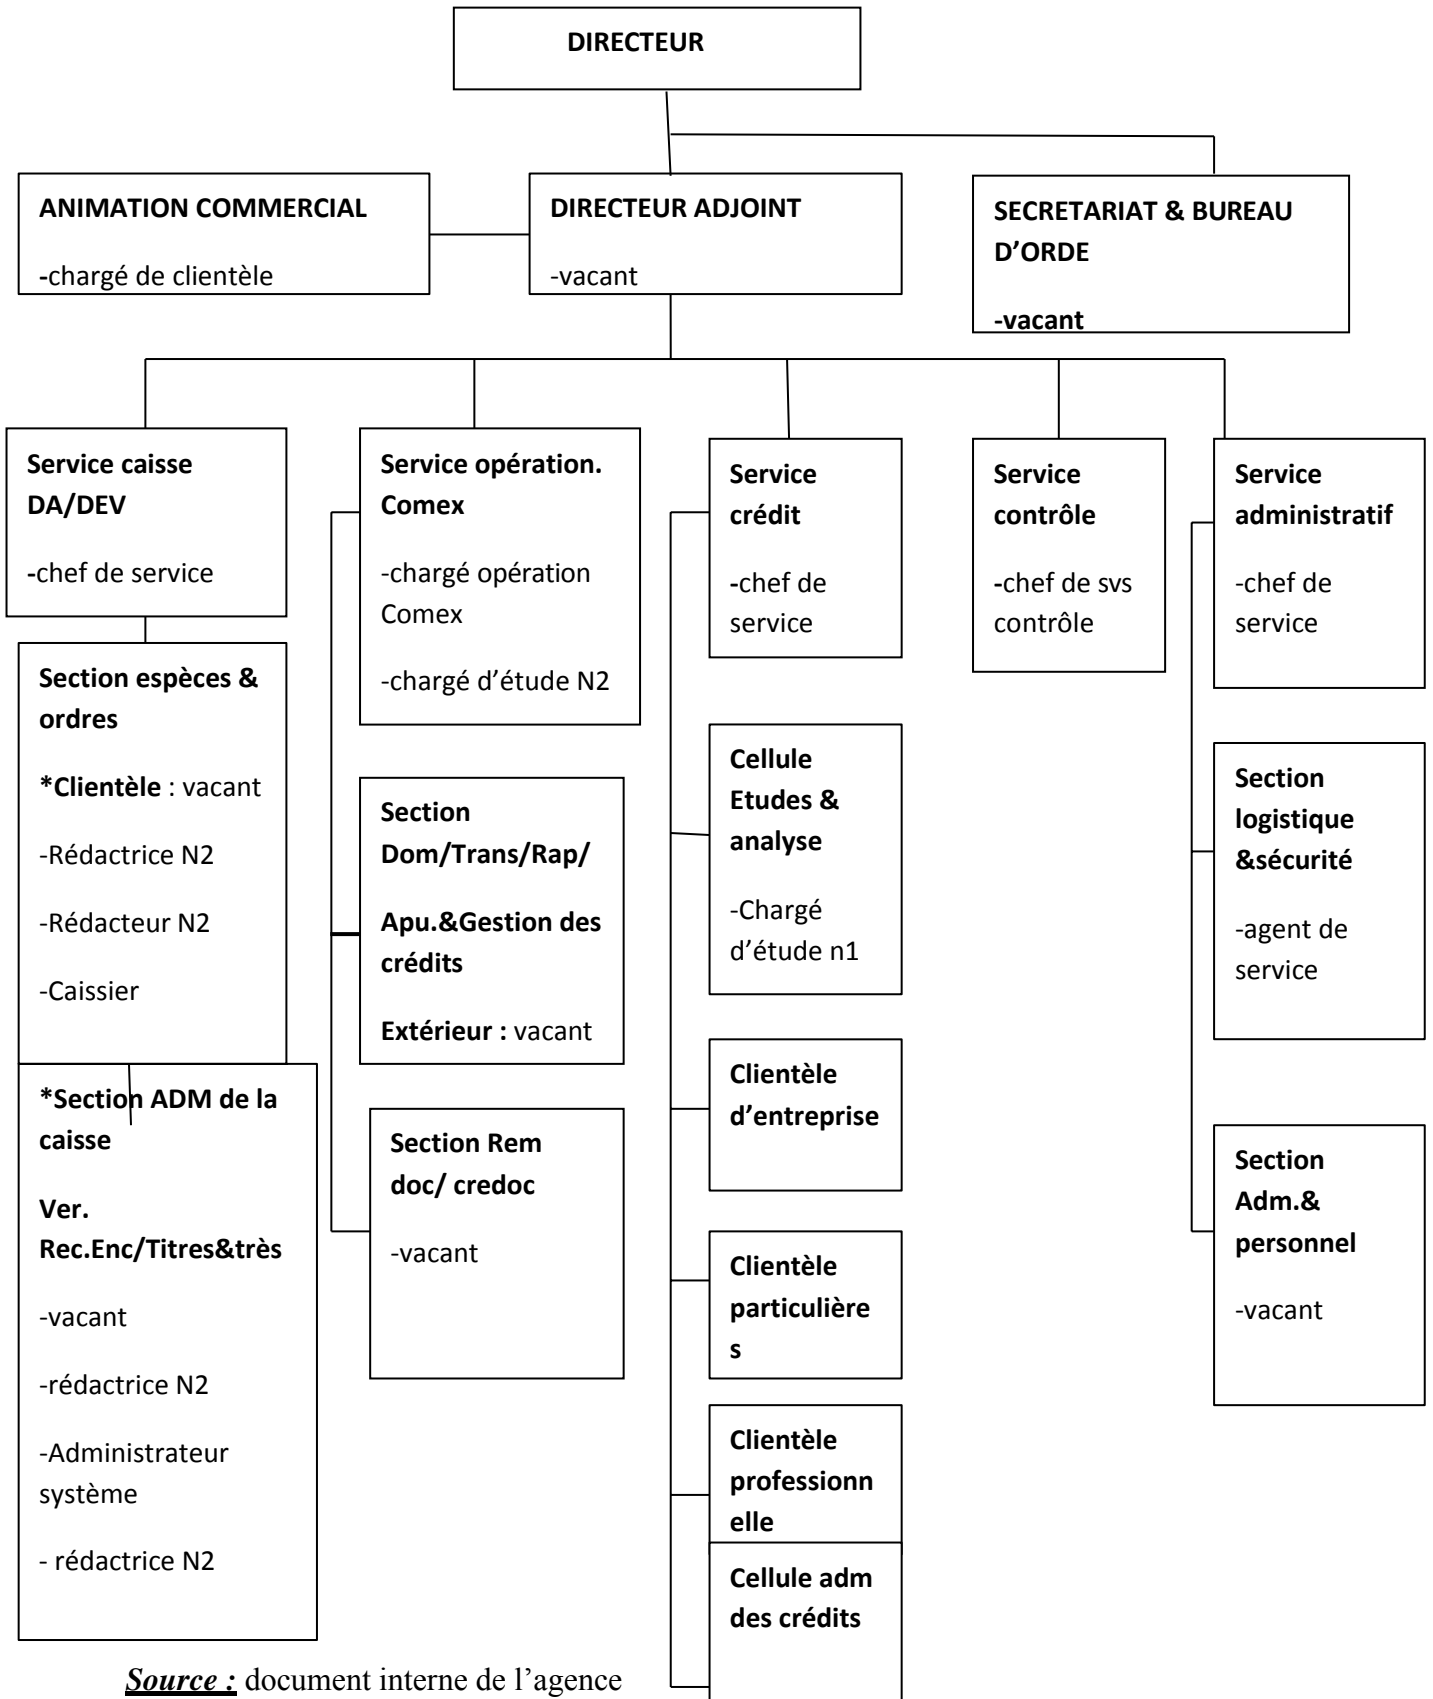 DIRECTEUR
ANIMATION COMMERCIAL
-chargé de clientèle
DIRECTEUR ADJOINT
-vacant
SECRETARIAT & BUREAU
D’ORDE
-vacant
Service caisse
DA/DEV
-chef de service
Section espèces &
ordres
*Clientèle : vacant
-Rédactrice N2
-Rédacteur N2
-Caissier
*Section ADM de la
caisse
Ver.
Rec.Enc/Titres&très
-vacant
-rédactrice N2
-Administrateur
système
- rédactrice N2
Service opération.
Comex
-chargé opération
Comex
-chargé d’étude N2
Section
Dom/Trans/Rap/
Apu.&Gestion des
crédits
Extérieur : vacant
Section Rem
doc/ credoc
-vacant
Service
crédit
-chef de
service
Cellule
Etudes &
analyse
-Chargé
d’étude n1
Clientèle
d’entreprise
Clientèle
particulière
s
Clientèle
professionn
elle
Cellule adm
des crédits
Service
contrôle
-chef de svs
contrôle
Service
administratif
-chef de
service
Section
logistique
&sécurité
-agent de
service
Section
Adm.&
personnel
-vacant
Source : document interne de l’agence